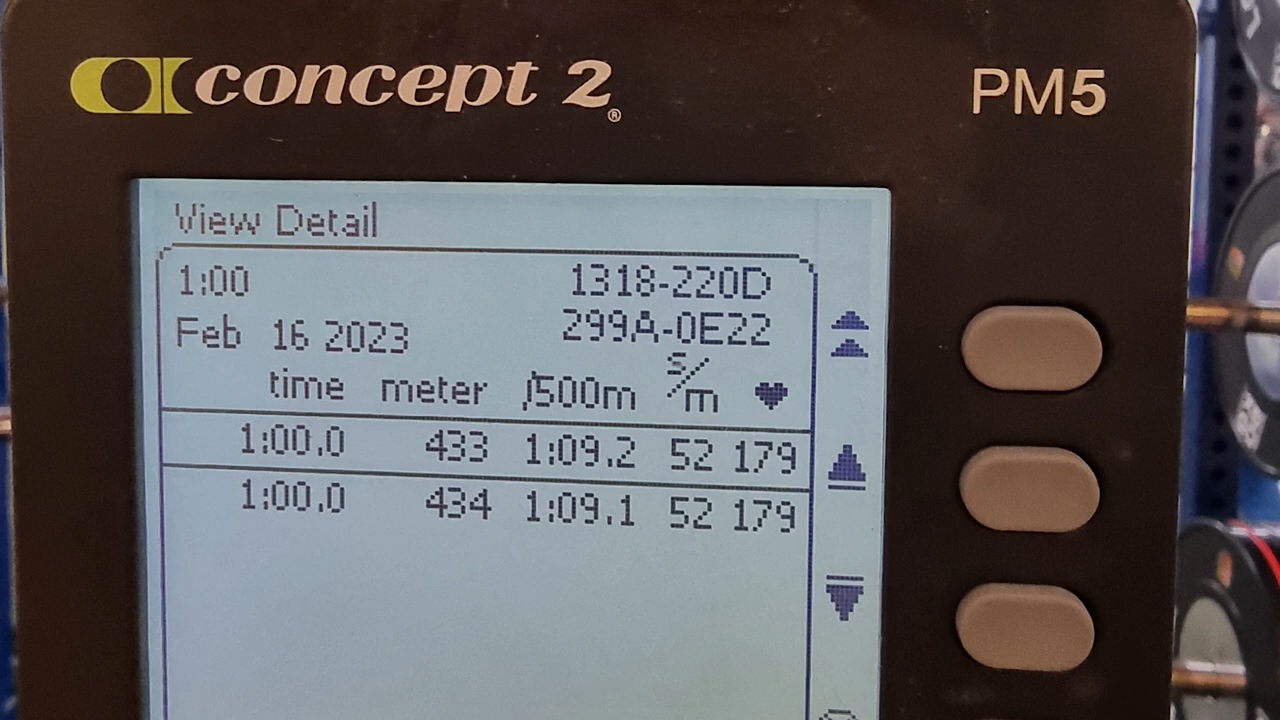 concept 2® PM5
View Detail
1:00 1318-220D
Feb 16 2023 299A-0E22
time meter /500m s/m ♥
1:00.0 433 1:09.2 52 179
1:00.0 434 1:09.1 52 179